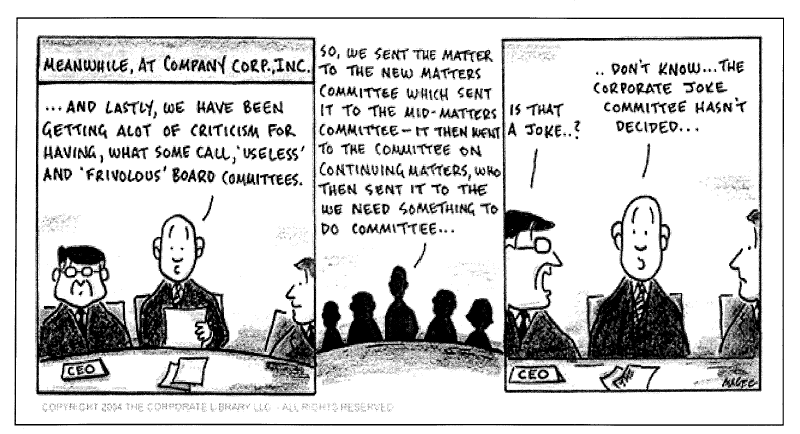 MEANWHILE, AT COMPANY CORP., INC.
...AND LASTLY, WE HAVE BEEN
GETTING ALOT OF CRITICISM FOR
HAVING, WHAT SOME CALL, 'USELESS'
AND 'FRIVOLOUS' BOARD COMMITTEES.
CEO
SO, WE SENT THE MATTER
TO THE NEW MATTERS
COMMITTEE WHICH SENT
IT TO THE MID-MATTERS
COMMITTEE - IT THEN WENT
TO THE COMMITTEE ON
CONTINUING MATTERS, WHO
THEN SENT IT TO THE
WE NEED SOMETHING TO
DO COMMITTEE...
IS THAT
A JOKE..?
.. DON'T KNOW...THE
CORPORATE JOKE
COMMITTEE HASN'T
DECIDED...
CEO
COPYRIGHT 2004 THE CORPORATE LIBRARY LLC - ALL RIGHTS RESERVED